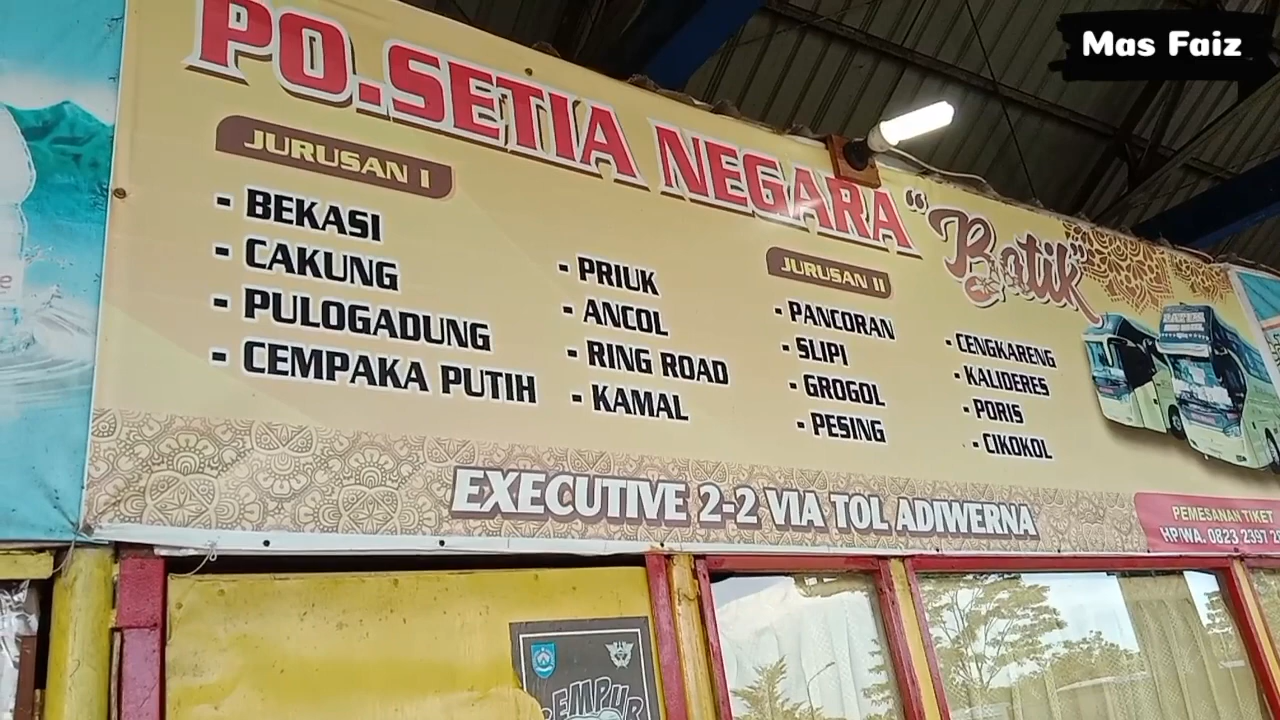 Mas Faiz
PO.SETIA NEGARA "Batik"
JURUSAN I
- BEKASI
- CAKUNG
- PULOGADUNG
- CEMPAKA PUTIH
- PRIUK
- ANCOL
- RING ROAD
- KAMAL
JURUSAN II
- PANCORAN
- SLIPI
- GROGOL
- PESING
- CENGKARENG
- KALIDERES
- PORIS
- CIKOKOL
EXECUTIVE 2-2 VIA TOL ADIWERNA
PEMESANAN TIKET
HP/WA. 0823 2397